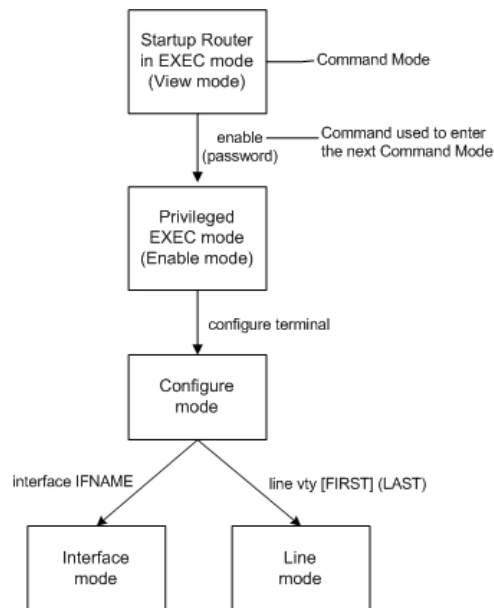 Startup Router
in EXEC mode
(View mode)
Command Mode
enable
(password)
Command used to enter
the next Command Mode
Privileged
EXEC mode
(Enable mode)
configure terminal
Configure
mode
interface IFNAME
line vty [FIRST] (LAST)
Interface
mode
Line
mode